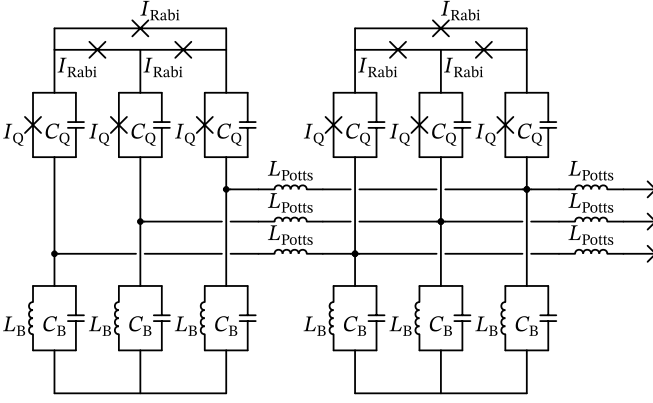 I_Rabi I_Rabi
I_Rabi I_Rabi I_Rabi I_Rabi
I_Q C_Q I_Q C_Q I_Q C_Q I_Q C_Q I_Q C_Q I_Q C_Q
L_Potts L_Potts
L_Potts L_Potts
L_Potts L_Potts
L_B C_B L_B C_B L_B C_B L_B C_B L_B C_B L_B C_B